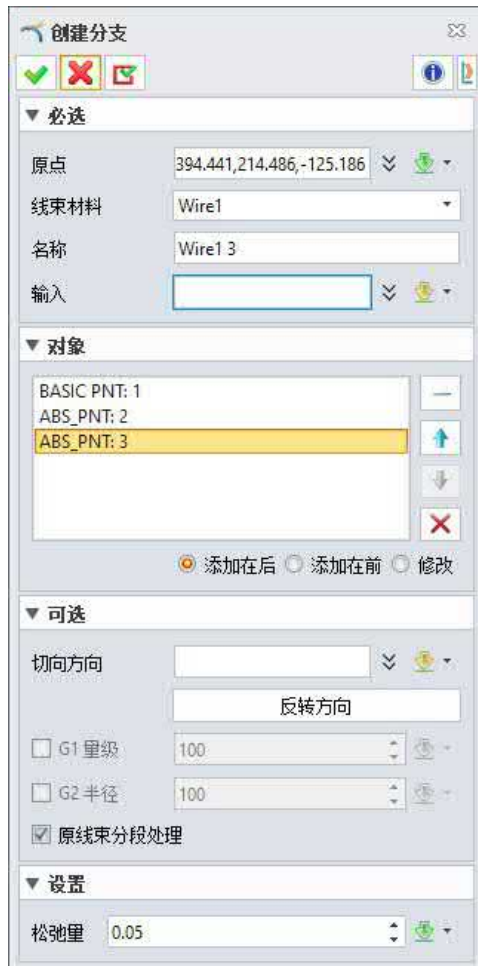 创建分支
必选
原点 394.441,214.486,-125.186
线束材料 Wire1
名称 Wire1 3
输入
对象
BASIC PNT: 1
ABS_PNT: 2
ABS_PNT: 3
添加在后 添加在前 修改
可选
切向方向
反转方向
G1 量级 100
G2 半径 100
原线束分段处理
设置
松弛量 0.05